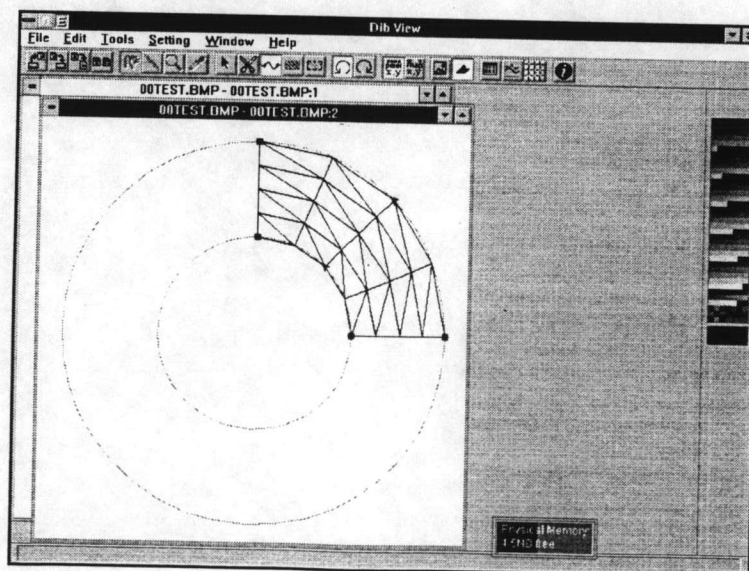 Dib View
File Edit Tools Setting Window Help
00TEST.BMP - 00TEST.BMP:1
00TEST.BMP - 00TEST.BMP:2
Physical Memory